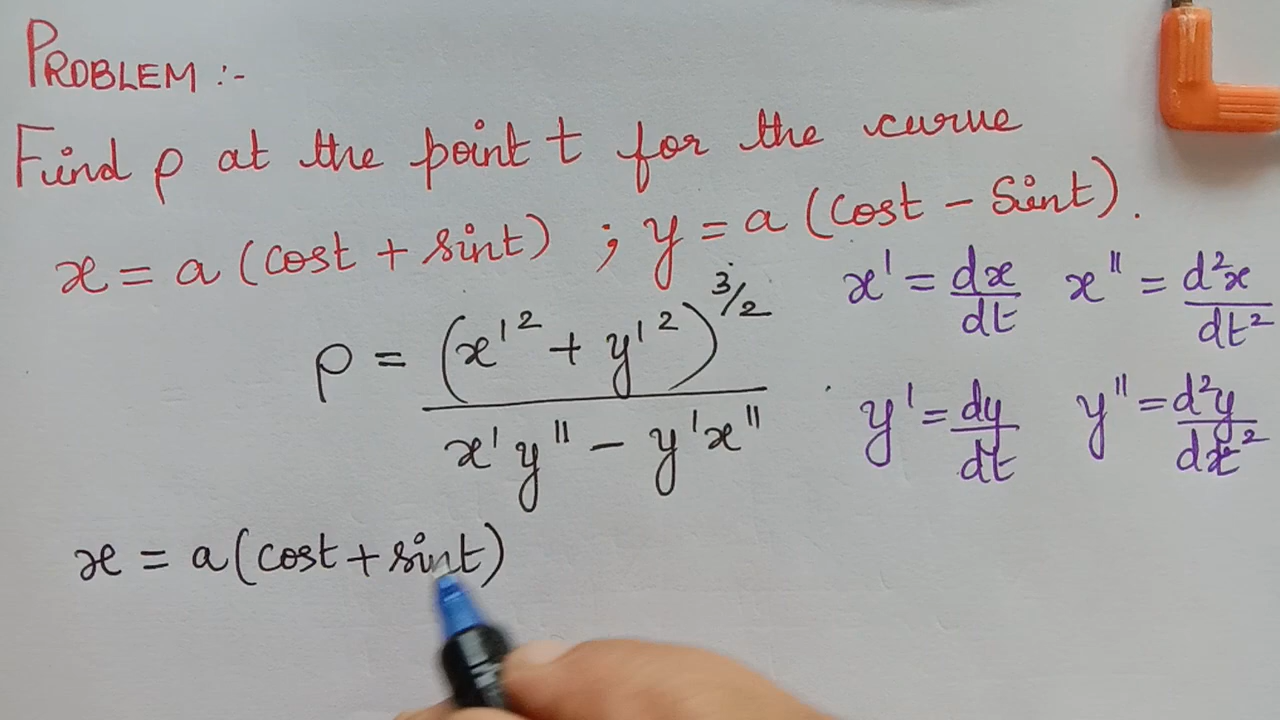 PROBLEM :-
Find ρ at the point t for the curve
x = a (cost + sint) ; y = a (cost - Sint).
x' = dx/dt x'' = d²x/dt²
ρ = (x'² + y'²)^3/2 / x'y'' - y'x''
y' = dy/dt y'' = d²y/dt²
x = a(cost + sint)